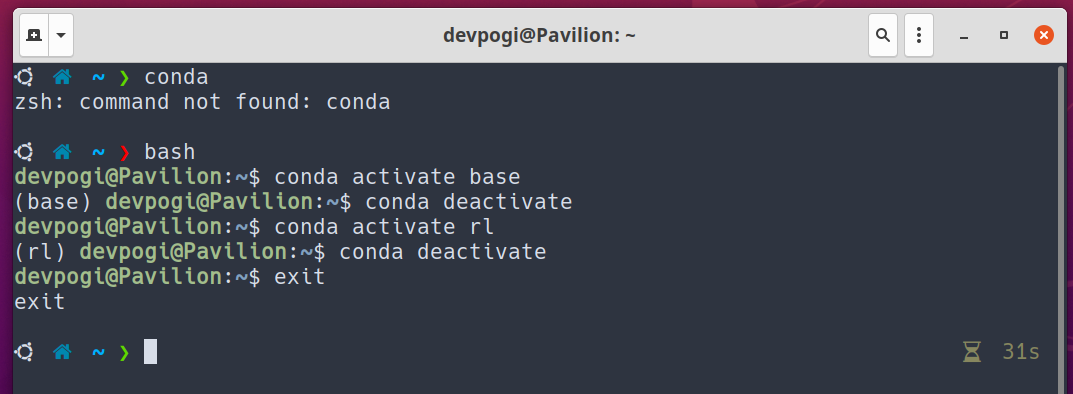 devpogi@Pavilion: ~
~ ❯ conda
zsh: command not found: conda
~ ❯ bash
devpogi@Pavilion:~$ conda activate base
(base) devpogi@Pavilion:~$ conda deactivate
devpogi@Pavilion:~$ conda activate rl
(rl) devpogi@Pavilion:~$ conda deactivate
devpogi@Pavilion:~$ exit
exit
~ ❯ 31s